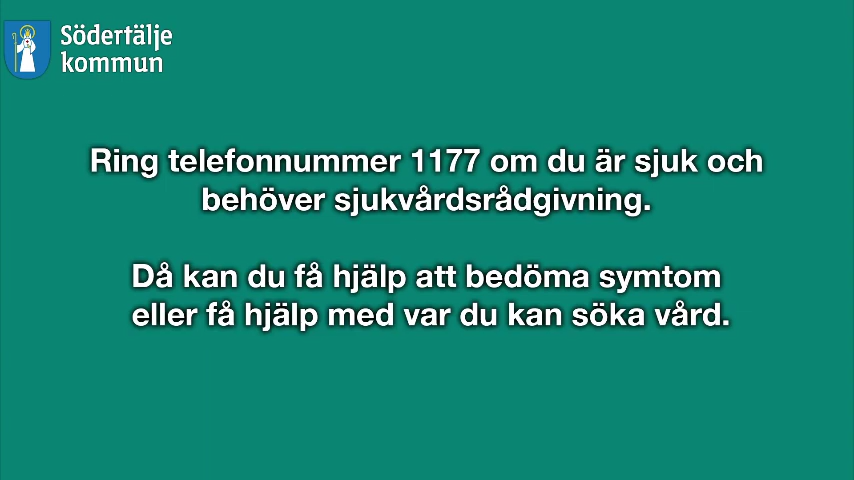 Södertälje
kommun
Ring telefonnummer 1177 om du är sjuk och
behöver sjukvårdsrådgivning.
Då kan du få hjälp att bedöma symtom
eller få hjälp med var du kan söka vård.